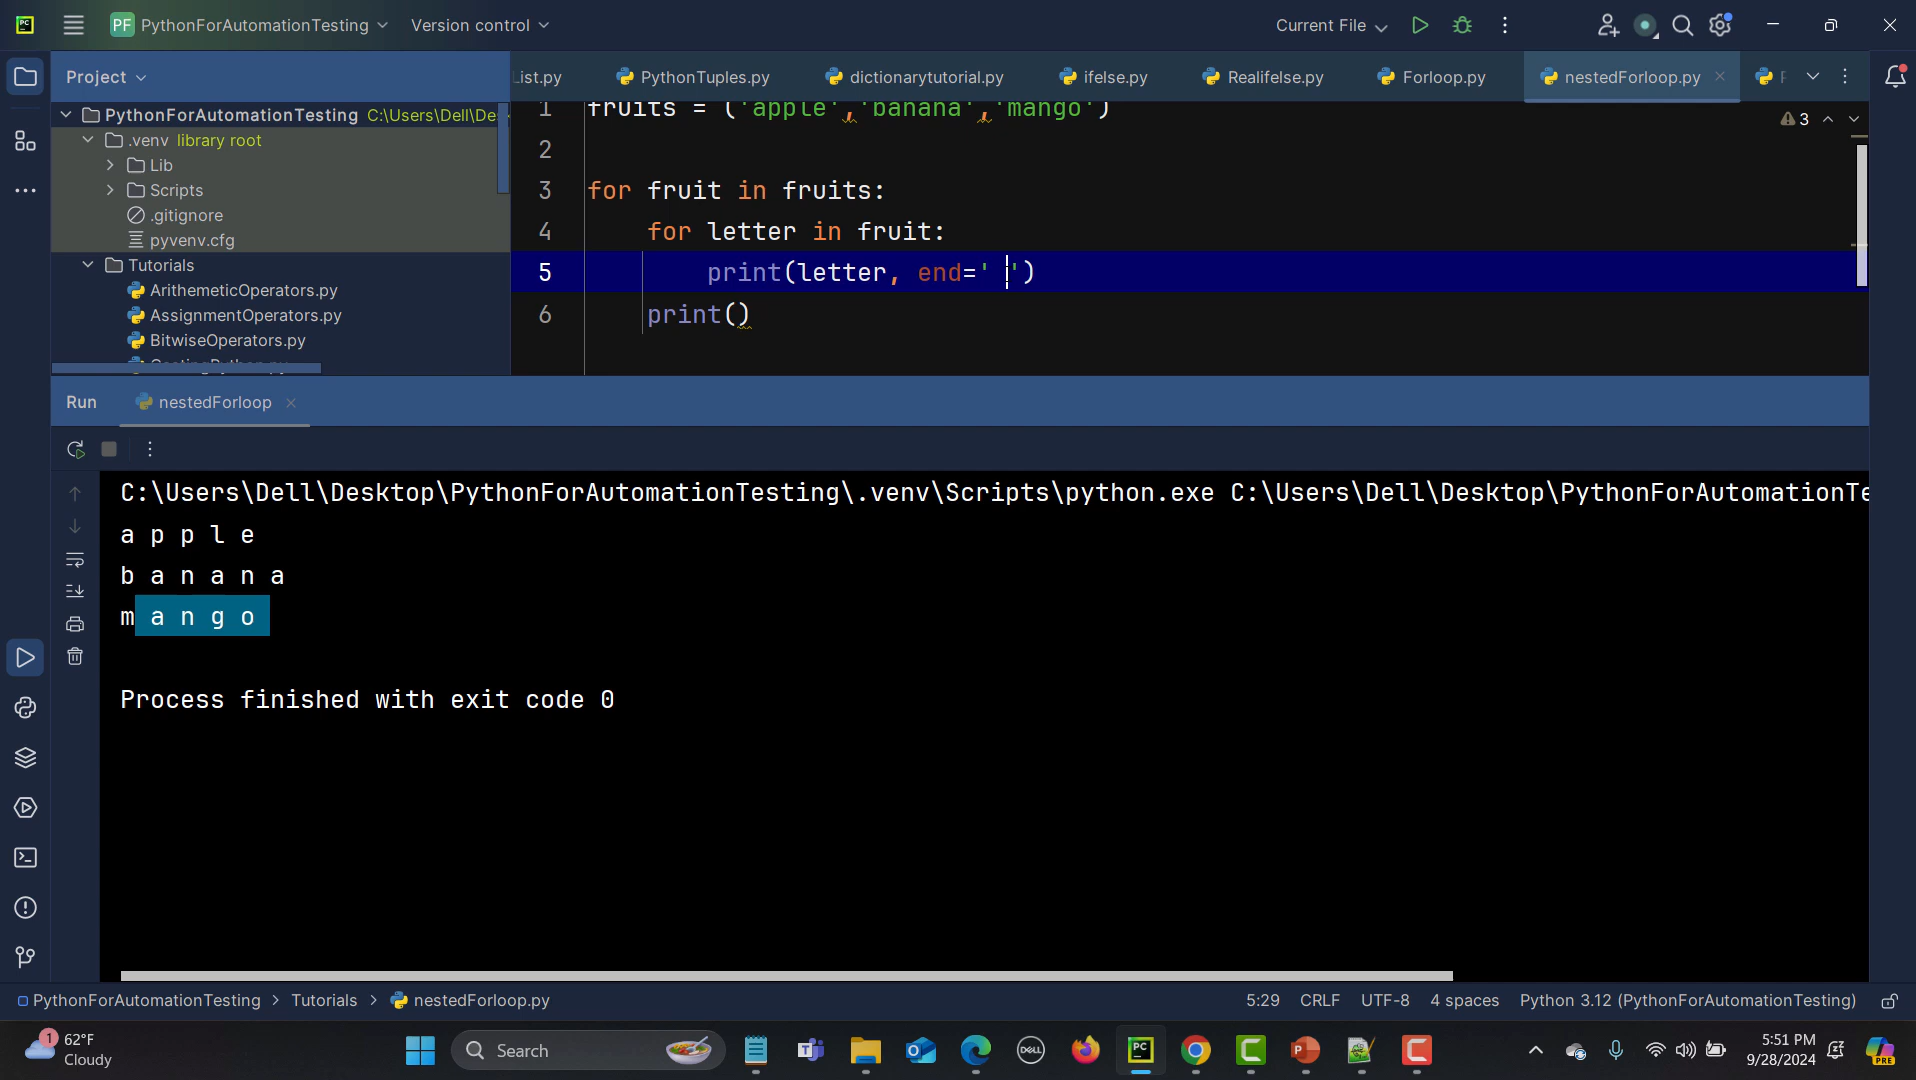 PF PythonForAutomationTesting Version control Current File
Project List.py PythonTuples.py dictionarytutorial.py ifelse.py Realifelse.py Forloop.py nestedForloop.py
PythonForAutomationTesting C:\Users\Dell\De
.venv library root
Lib
Scripts
.gitignore
pyvenv.cfg
Tutorials
ArithemeticOperators.py
AssignmentOperators.py
BitwiseOperators.py
1 fruits = ('apple','banana','mango')
3
2
3 for fruit in fruits:
4 for letter in fruit:
5 print(letter, end=' ')
6 print()
Run nestedForloop
C:\Users\Dell\Desktop\PythonForAutomationTesting\.venv\Scripts\python.exe C:\Users\Dell\Desktop\PythonForAutomationTe
a p p l e
b a n a n a
m a n g o
Process finished with exit code 0
PythonForAutomationTesting > Tutorials > nestedForloop.py 5:29 CRLF UTF-8 4 spaces Python 3.12 (PythonForAutomationTesting)
1 62°F
Cloudy
Search
DELL
5:51 PM
9/28/2024
PRE